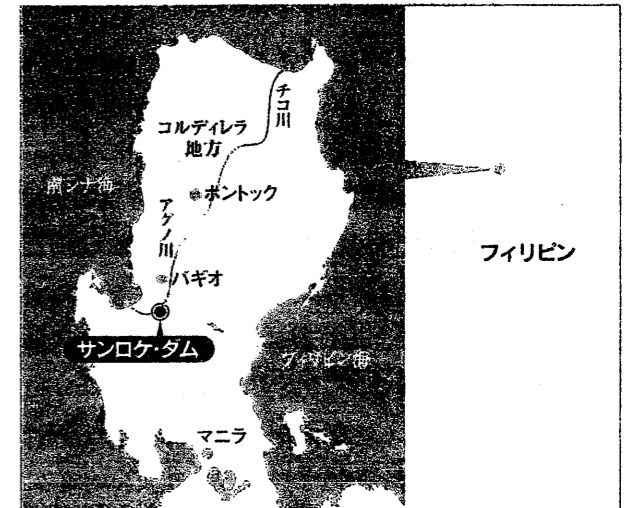 チコ川
コルディレラ
地方
南シナ海
ボントック
アグノ川
バギオ
フィリピン
サンロケ・ダム
フィリピン海
マニラ